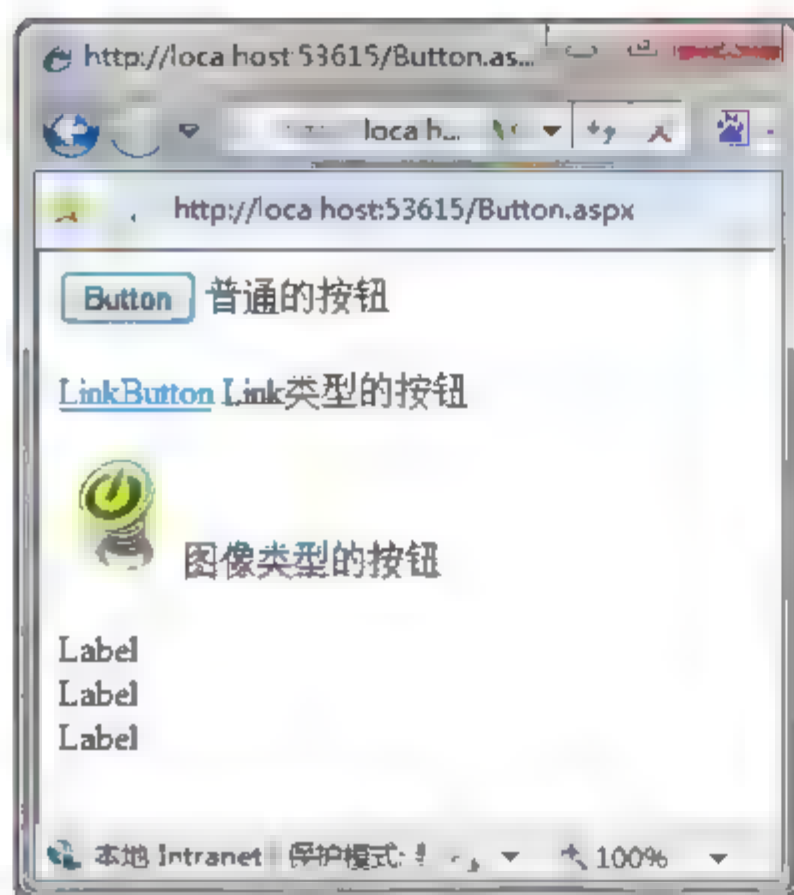 http://loca host:53615/Button.as...
loca h...
http://loca host:53615/Button.aspx
Button 普通的按钮
LinkButton Link类型的按钮
图像类型的按钮
Label
Label
Label
本地 Intranet 保护模式: 100%